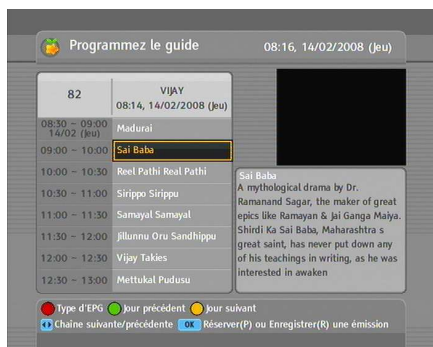 Programmez le guide
08:16, 14/02/2008 (Jeu)
82
VIJAY
08:14, 14/02/2008 (Jeu)
08:30 ~ 09:00
14/02 (Jeu)
Madurai
09:00 ~ 10:00 Sai Baba
10:00 ~ 10:30 Reel Pathi Real Pathi
10:30 ~ 11:00 Sirippo Sirippu
11:00 ~ 11:30 Samayal Samayal
11:30 ~ 12:00 Jillunnu Oru Sandhippu
12:00 ~ 12:30 Vijay Takies
12:30 ~ 13:00 Mettukal Pudusu
Sai Baba
A mythological drama by Dr.
Ramanand Sagar, the maker of great
epics like Ramayan & Jai Ganga Maiya.
Shirdi Ka Sai Baba, Maharashtra s
great saint, has never put down any
of his teachings in writing, as he was
interested in awaken
Type d'EPG Jour précédent Jour suivant
Chaîne suivante/précédente OK Réserver(P) ou Enregistrer(R) une émission